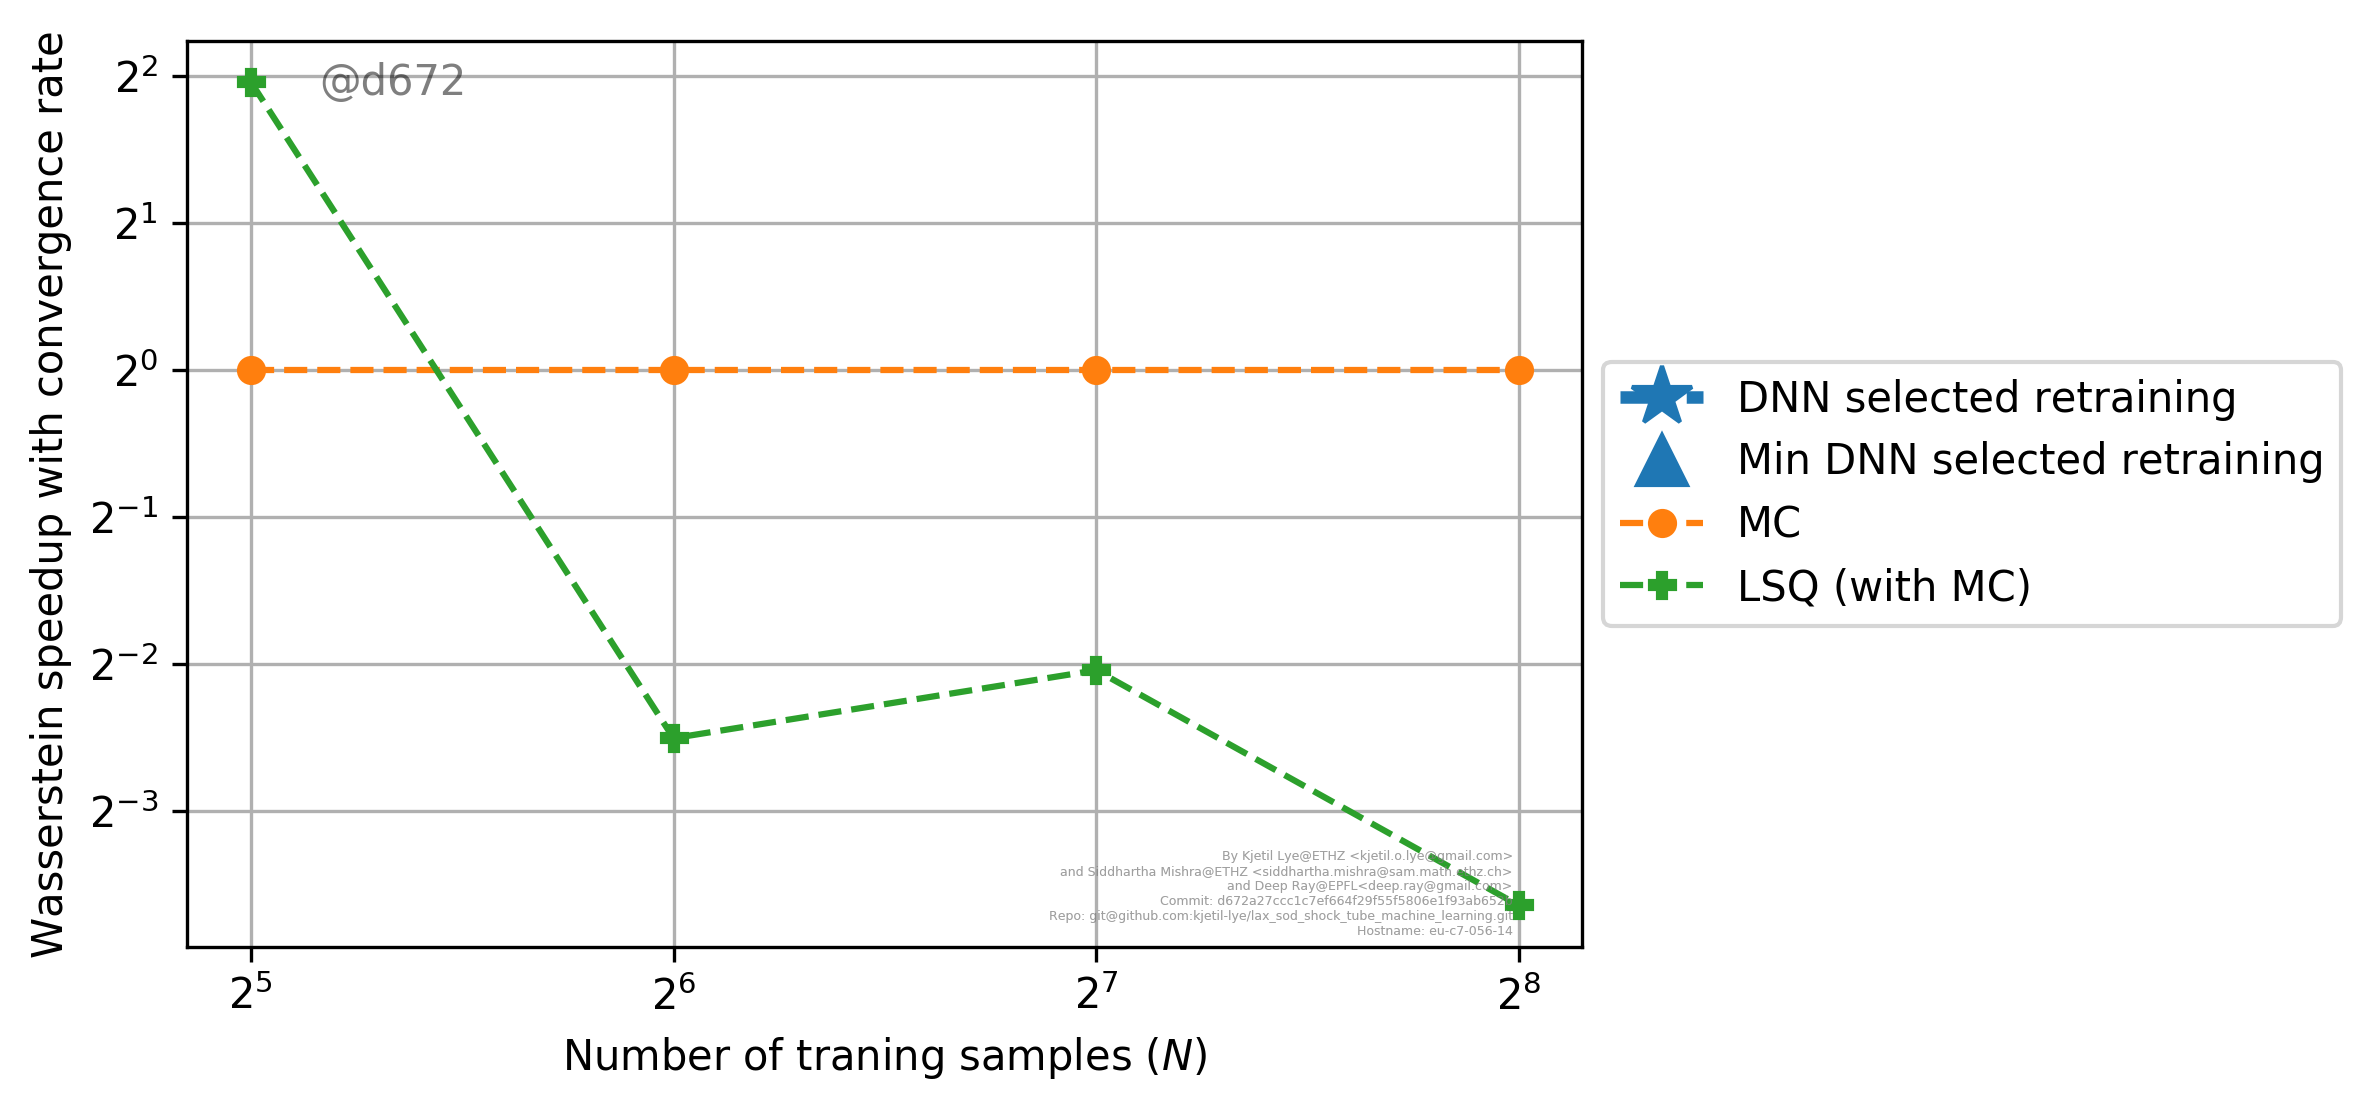 Wasserstein speedup with convergence rate
2^2
2^1
2^0
2^−1
2^−2
2^−3
@d672
By Kjetil Lye@ETHZ <kjetil.o.lye@gmail.com>
and Siddhartha Mishra@ETHZ <siddhartha.mishra@sam.math.ethz.ch>
and Deep Ray@EPFL<deep.ray@gmail.com>
Commit:
Repo: git@github.com:kjetil-lye/lax_sod_shock_tube_machine_learning.git
Hostname: eu-c7-056-14
2^5 2^6 2^7 2^8
Number of traning samples (N)
DNN selected retraining
Min DNN selected retraining
MC
LSQ (with MC)